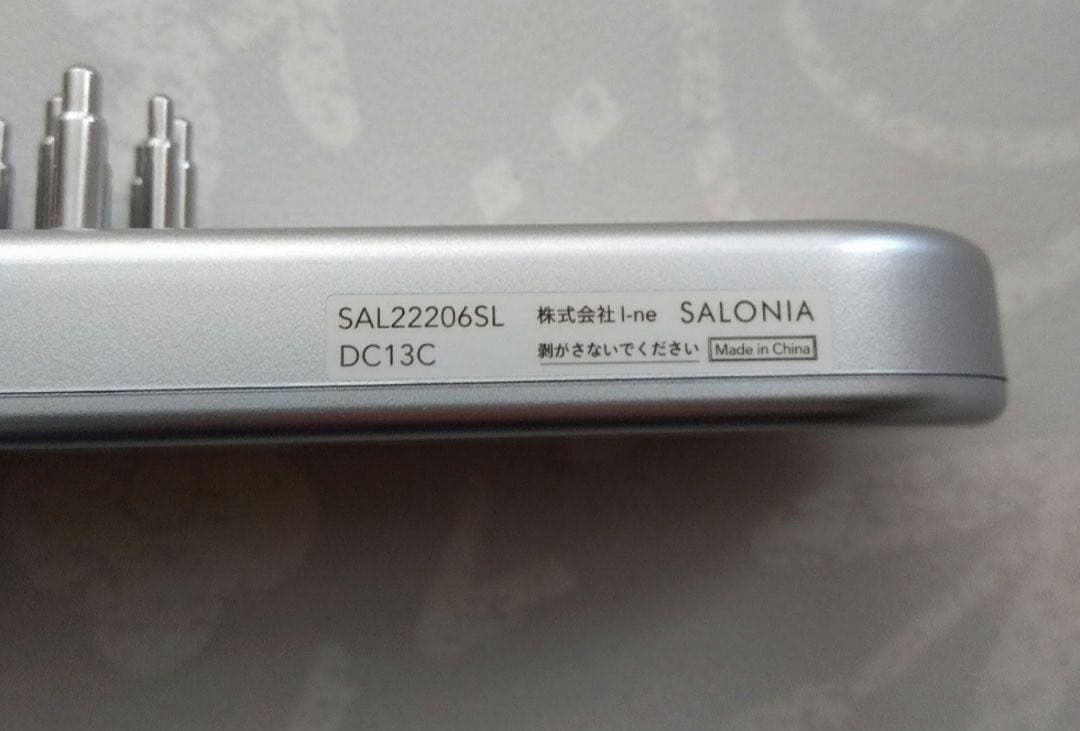 SAL22206SL 株式会社 I-ne SALONIA
DC13C 剥がさないでください Made in China